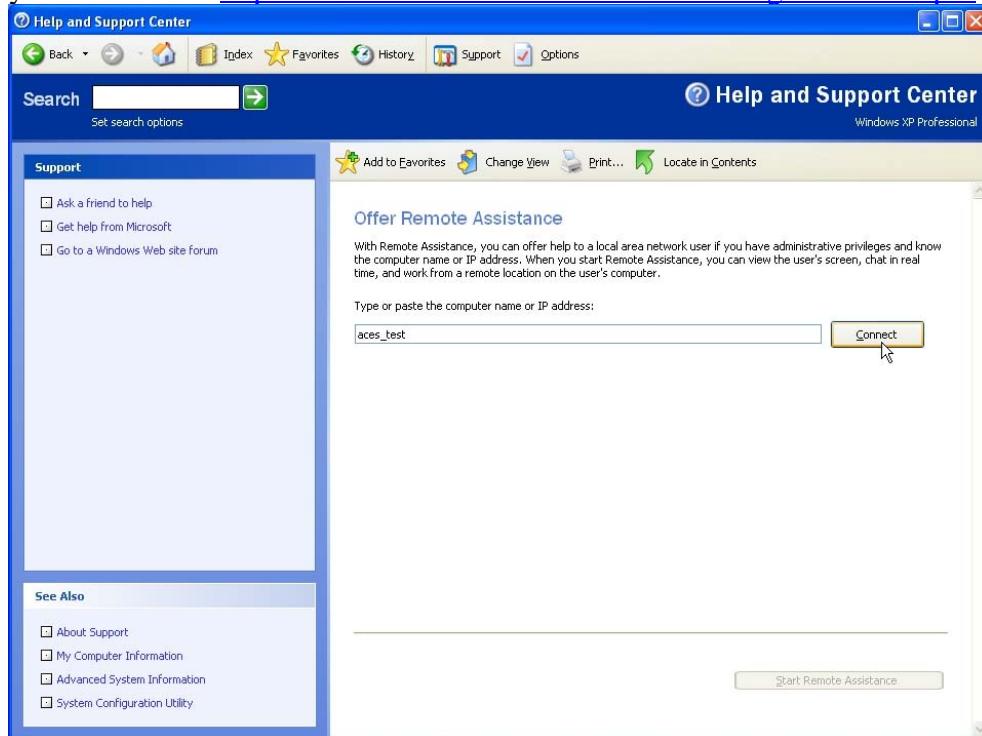 Help and Support Center
Back Index Favorites History Support Options
Search
Set search options
Help and Support Center
Windows XP Professional
Support
Ask a friend to help
Get help from Microsoft
Go to a Windows Web site forum
See Also
About Support
My Computer Information
Advanced System Information
System Configuration Utility
Add to Favorites Change View Print... Locate in Contents
Offer Remote Assistance
With Remote Assistance, you can offer help to a local area network user if you have administrative privileges and know
the computer name or IP address. When you start Remote Assistance, you can view the user's screen, chat in real
time, and work from a remote location on the user's computer.
Type or paste the computer name or IP address:
aces_test Connect
Start Remote Assistance